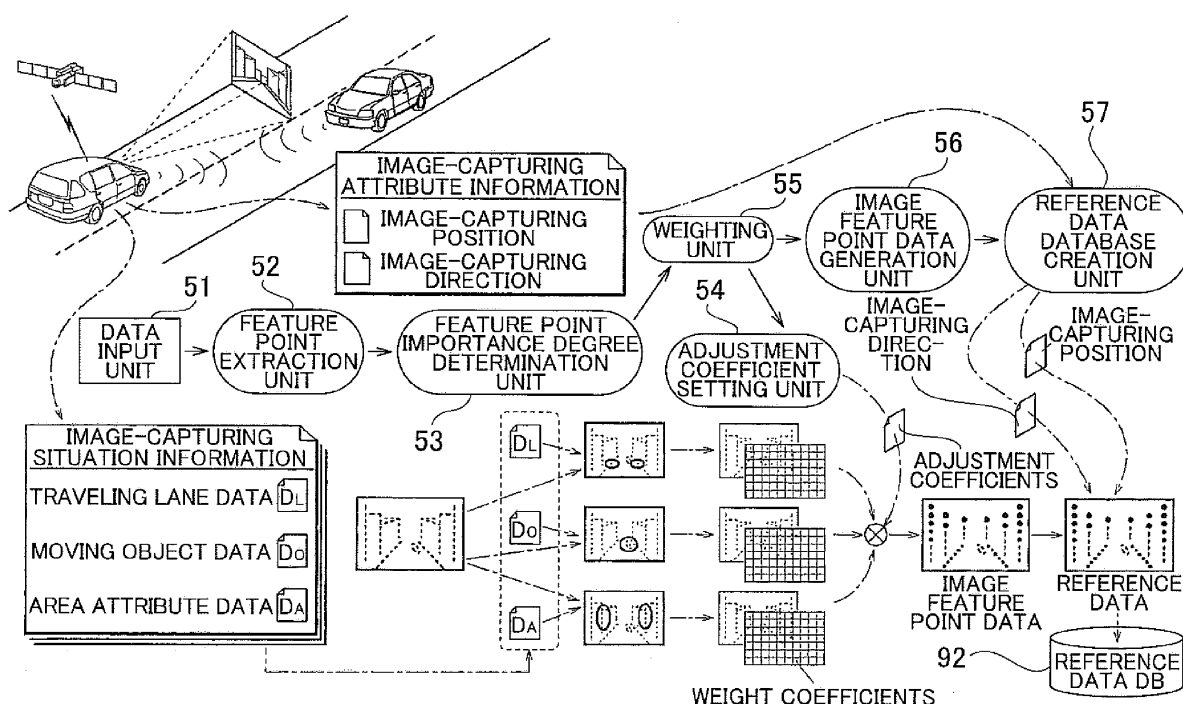 IMAGE-CAPTURING
ATTRIBUTE INFORMATION
IMAGE-CAPTURING
POSITION
IMAGE-CAPTURING
DIRECTION
51
DATA
INPUT
UNIT
52
FEATURE
POINT
EXTRACTION
UNIT
FEATURE POINT
IMPORTANCE DEGREE
DETERMINATION
UNIT
53
55
WEIGHTING
UNIT
54
ADJUSTMENT
COEFFICIENT
SETTING UNIT
56
IMAGE
FEATURE
POINT DATA
GENERATION
UNIT
57
REFERENCE
DATA
DATABASE
CREATION
UNIT
IMAGE-
CAPTURING
DIREC-
TION
IMAGE-
CAPTURING
POSITION
IMAGE-CAPTURING
SITUATION INFORMATION
TRAVELING LANE DATA DL
MOVING OBJECT DATA DO
AREA ATTRIBUTE DATA DA
DL
DO
DA
ADJUSTMENT
COEFFICIENTS
IMAGE
FEATURE
POINT DATA
REFERENCE
DATA
92
REFERENCE
DATA DB
WEIGHT COEFFICIENTS